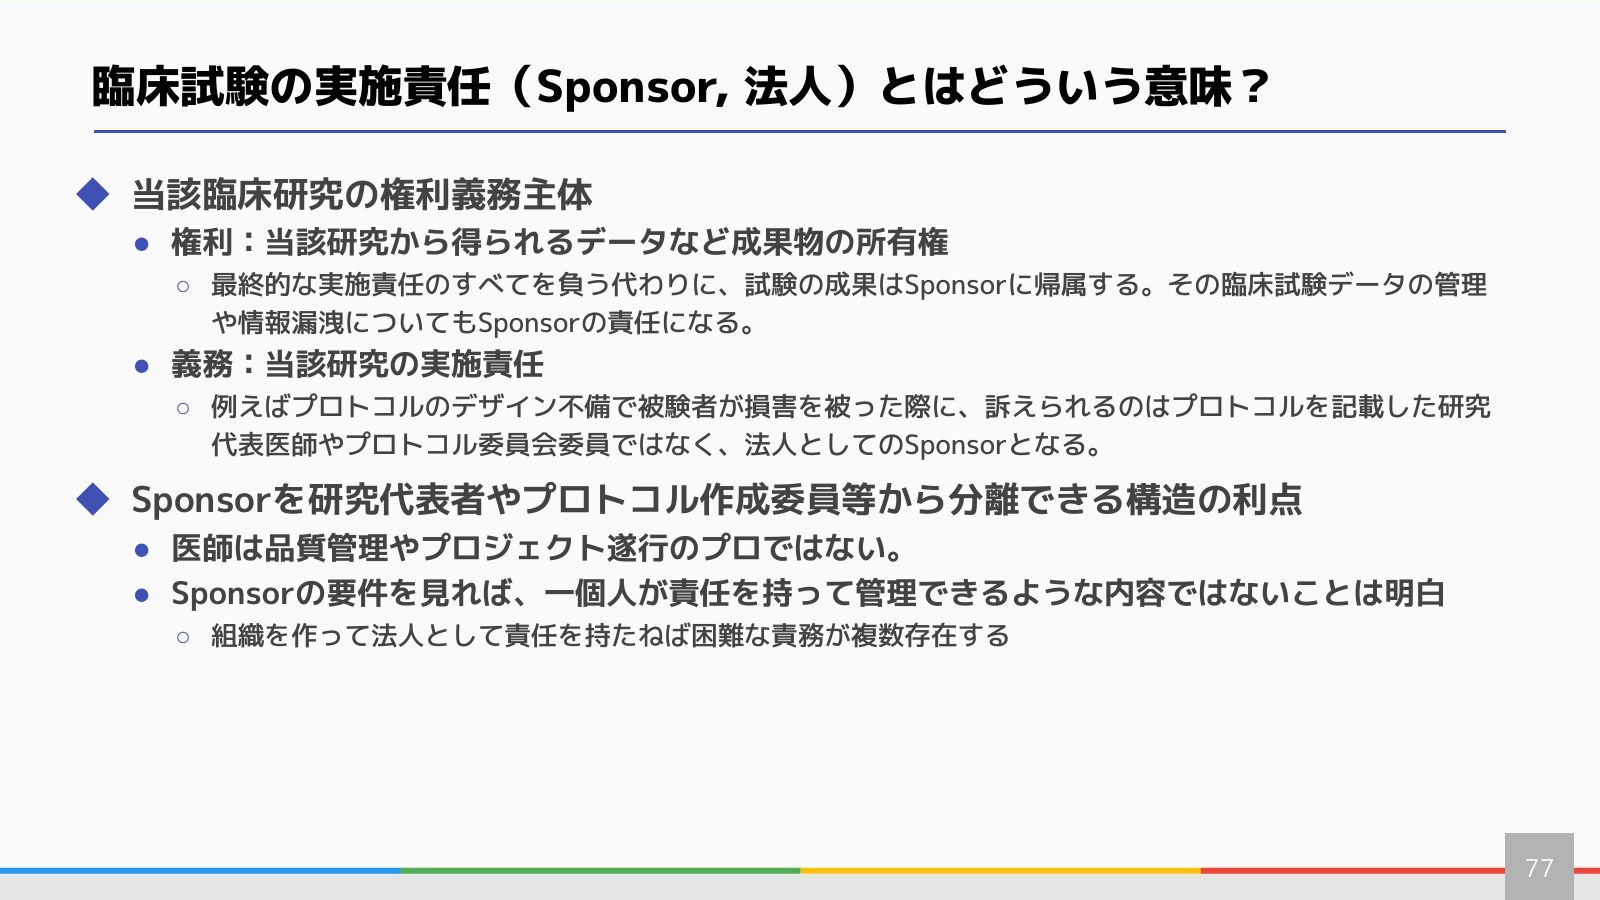 臨床試験の実施責任（Sponsor, 法人）とはどういう意味？
◆ 当該臨床研究の権利義務主体
● 権利：当該研究から得られるデータなど成果物の所有権
○ 最終的な実施責任のすべてを負う代わりに、試験の成果はSponsorに帰属する。その臨床試験データの管理
や情報漏洩についてもSponsorの責任になる。
● 義務：当該研究の実施責任
○ 例えばプロトコルのデザイン不備で被験者が損害を被った際に、訴えられるのはプロトコルを記載した研究
代表医師やプロトコル委員会委員ではなく、法人としてのSponsorとなる。
◆ Sponsorを研究代表者やプロトコル作成委員等から分離できる構造の利点
● 医師は品質管理やプロジェクト遂行のプロではない。
● Sponsorの要件を見れば、一個人が責任を持って管理できるような内容ではないことは明白
○ 組織を作って法人として責任を持たねば困難な責務が複数存在する
77